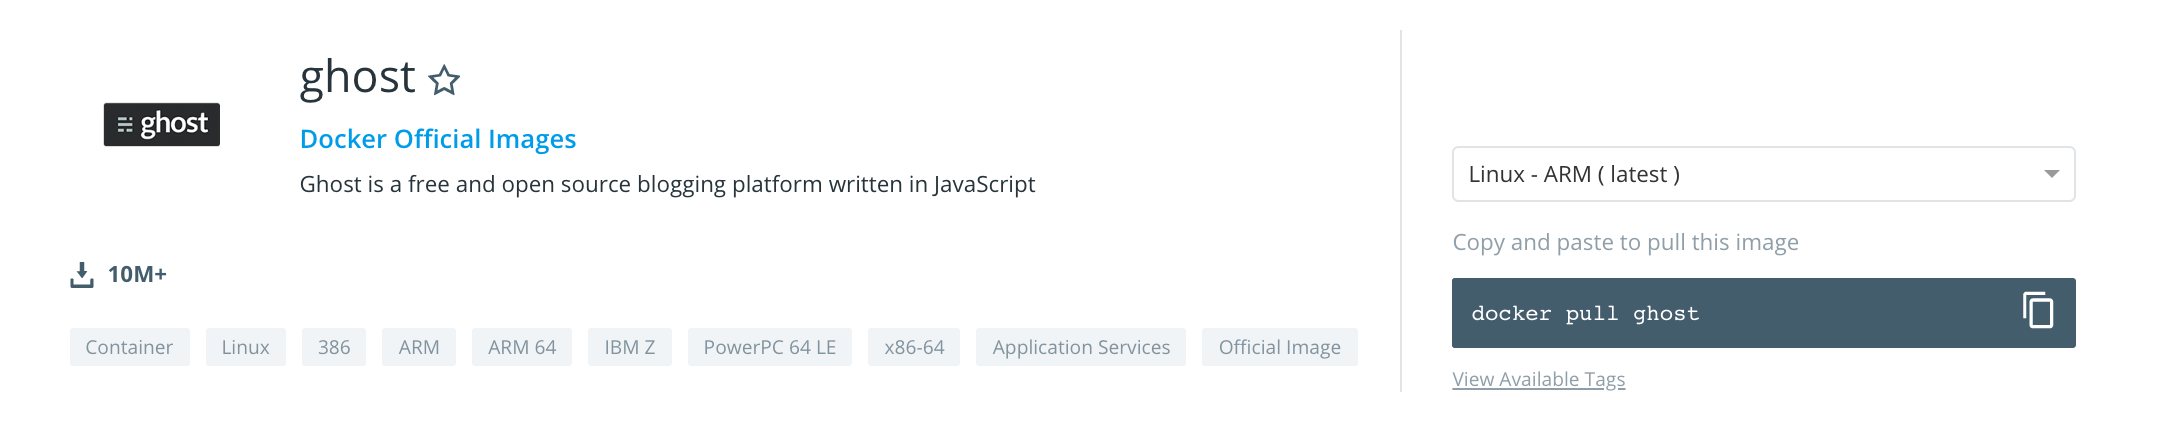 ghost
ghost
Docker Official Images
Ghost is a free and open source blogging platform written in JavaScript
10M+
Container Linux 386 ARM ARM 64 IBM Z PowerPC 64 LE x86-64 Application Services Official Image
Linux - ARM ( latest )
Copy and paste to pull this image
docker pull ghost
View Available Tags